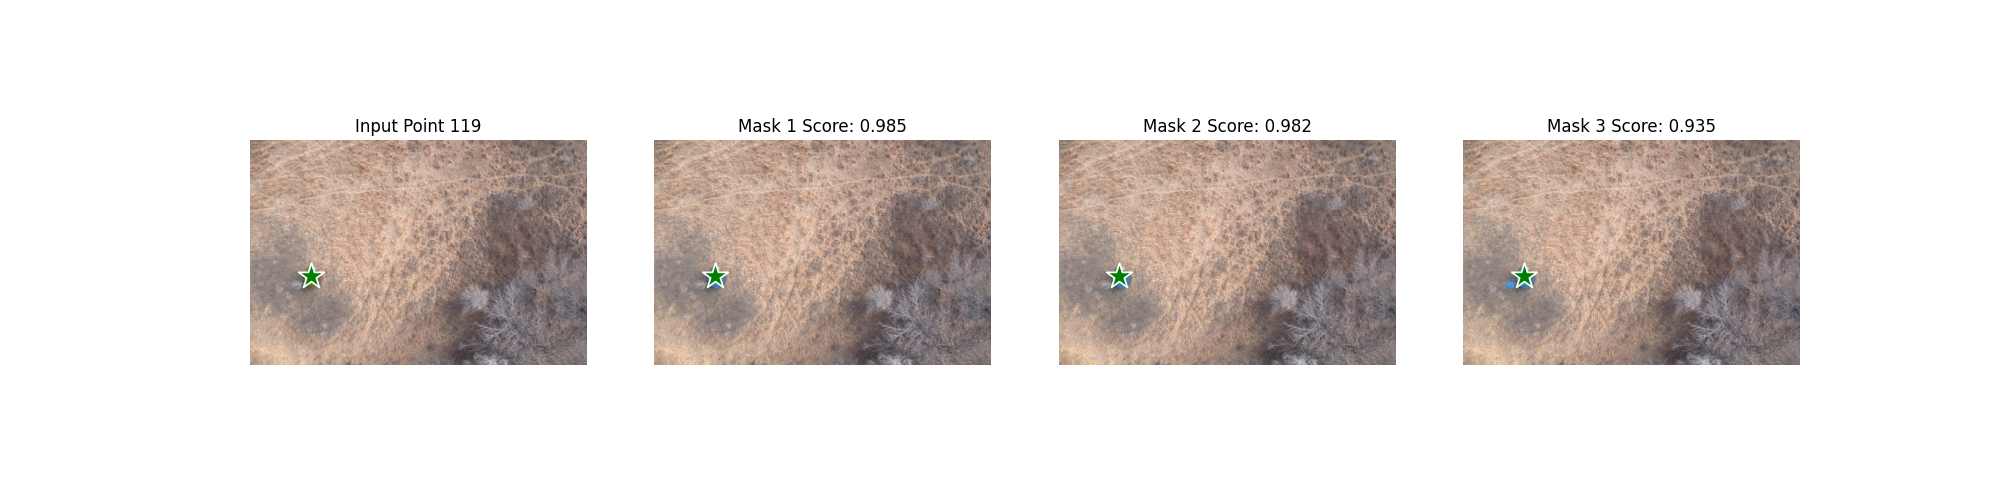 Input Point 119
Mask 1 Score: 0.985
Mask 2 Score: 0.982
Mask 3 Score: 0.935